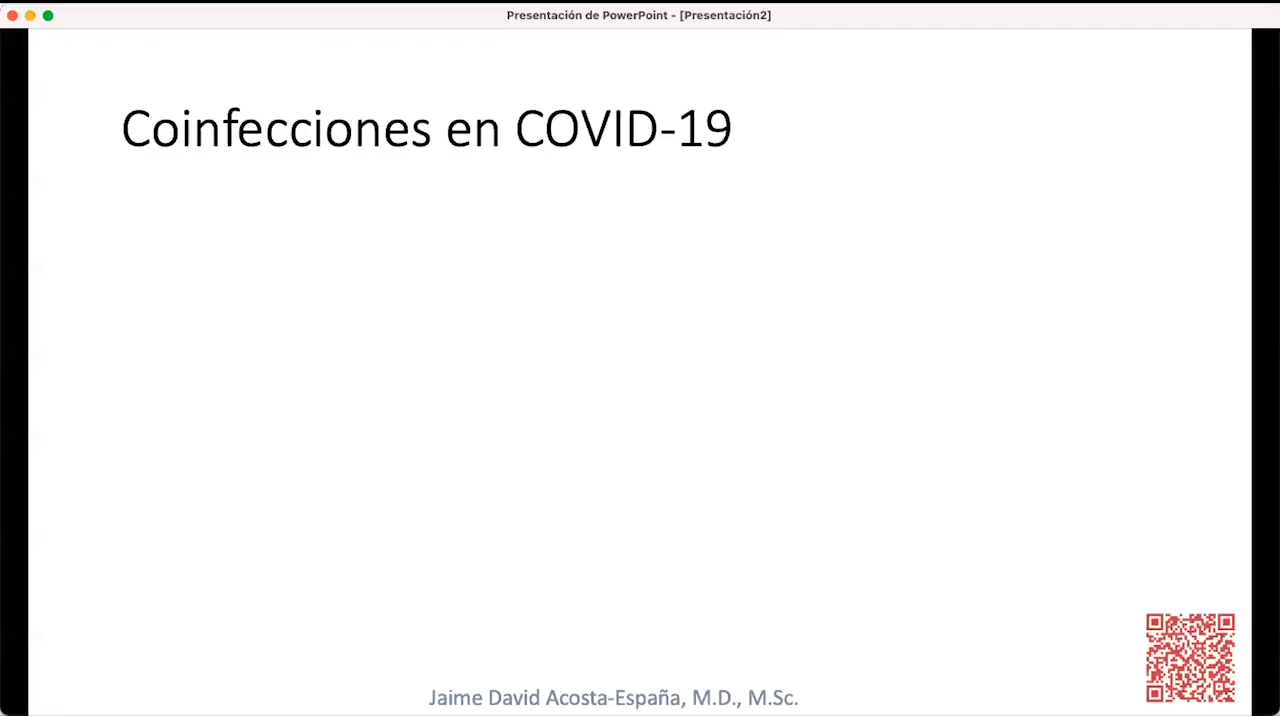 Presentación de PowerPoint - [Presentación2]
Coinfecciones en COVID-19
Jaime David Acosta-España, M.D., M.Sc.